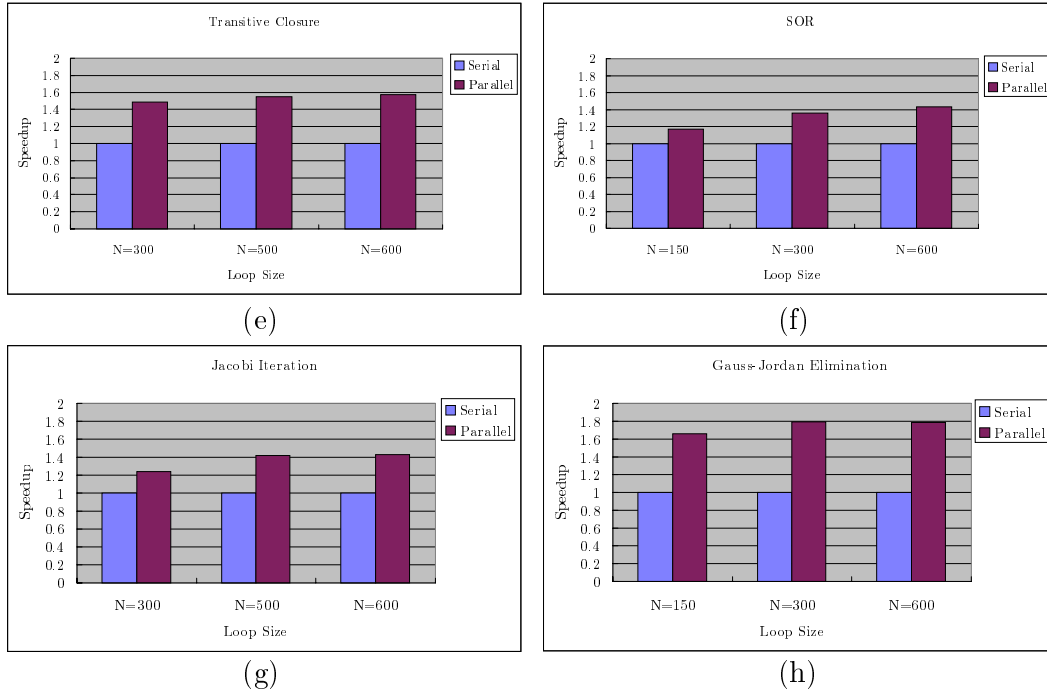 Transitive Closure
Speedup
2
1.8
1.6
1.4
1.2
1
0.8
0.6
0.4
0.2
0
N=300 N=500 N=600
Loop Size
Serial
Parallel
(e)
SOR
Speedup
2
1.8
1.6
1.4
1.2
1
0.8
0.6
0.4
0.2
0
N=150 N=300 N=600
Loop Size
Serial
Parallel
(f)
Jacobi Iteration
Speedup
2
1.8
1.6
1.4
1.2
1
0.8
0.6
0.4
0.2
0
N=300 N=500 N=600
Loop Size
Serial
Parallel
(g)
Gauss-Jordan Elimination
Speedup
2
1.8
1.6
1.4
1.2
1
0.8
0.6
0.4
0.2
0
N=150 N=300 N=600
Loop Size
Serial
Parallel
(h)